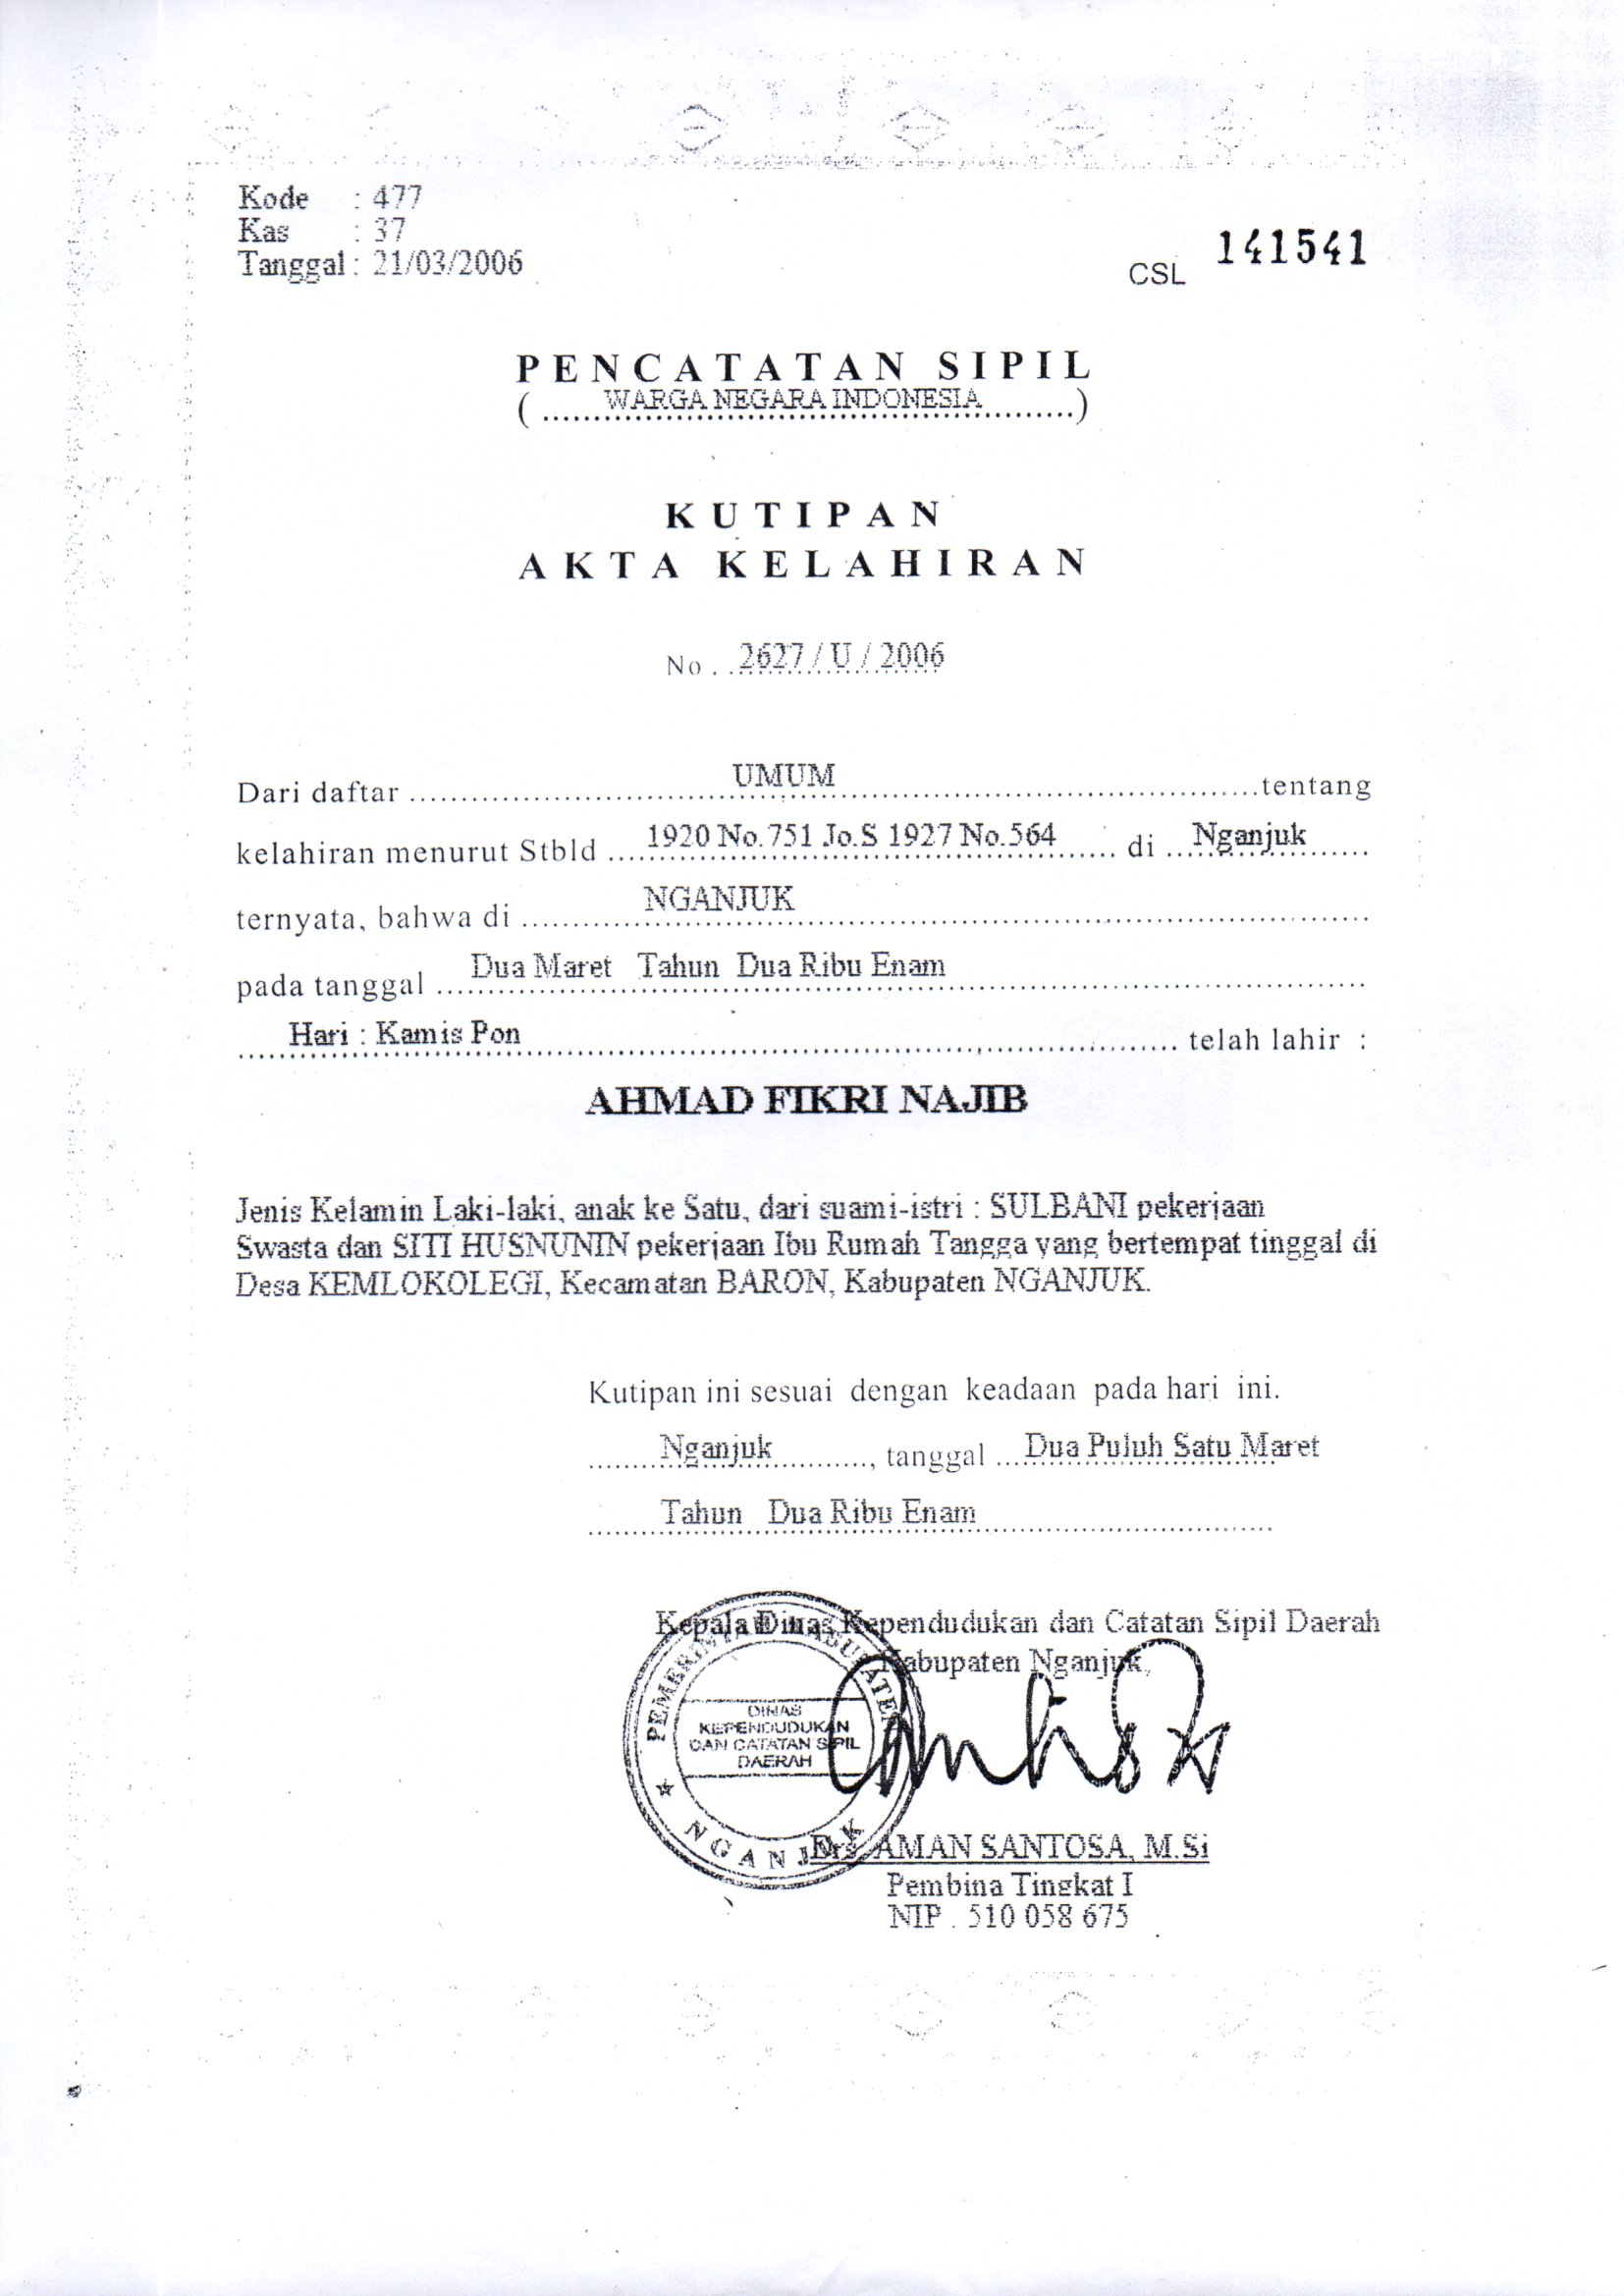 Kode : 477
Kas : 37
Tanggal : 21/03/2006
CSL 141541
PENCATATAN SIPIL
(WARGA NEGARA INDONESIA)
KUTIPAN
AKTA KELAHIRAN
No. 2627 / U / 2006
Dari daftar UMUM tentang
kelahiran menurut Stbld 1920 No.751 Jo.S 1927 No.564 di Nganjuk
ternyata, bahwa di NGANJUK
pada tanggal Dua Maret Tahun Dua Ribu Enam
Hari : Kamis Pon telah lahir :
AHMAD FIKRI NAJIB
Jenis Kelamin Laki-laki, anak ke Satu, dari suami-istri : SULBANI pekerjaan
Swasta dan SITI HUSNUNIN pekerjaan Ibu Rumah Tangga yang bertempat tinggal di
Desa KEMLOKOLEGI, Kecamatan BARON, Kabupaten NGANJUK.
Kutipan ini sesuai dengan keadaan pada hari ini.
Nganjuk, tanggal Dua Puluh Satu Maret
Tahun Dua Ribu Enam
Kepala Dinas Kependudukan dan Catatan Sipil Daerah
Kabupaten Nganjuk,
PEMERINTAH KABUPATEN
DINAS
KEPENDUDUKAN
DAN CATATAN SIPIL
DAERAH
NGANJUK
Drs. AMAN SANTOSA, M.Si
Pembina Tingkat I
NIP . 510 058 675